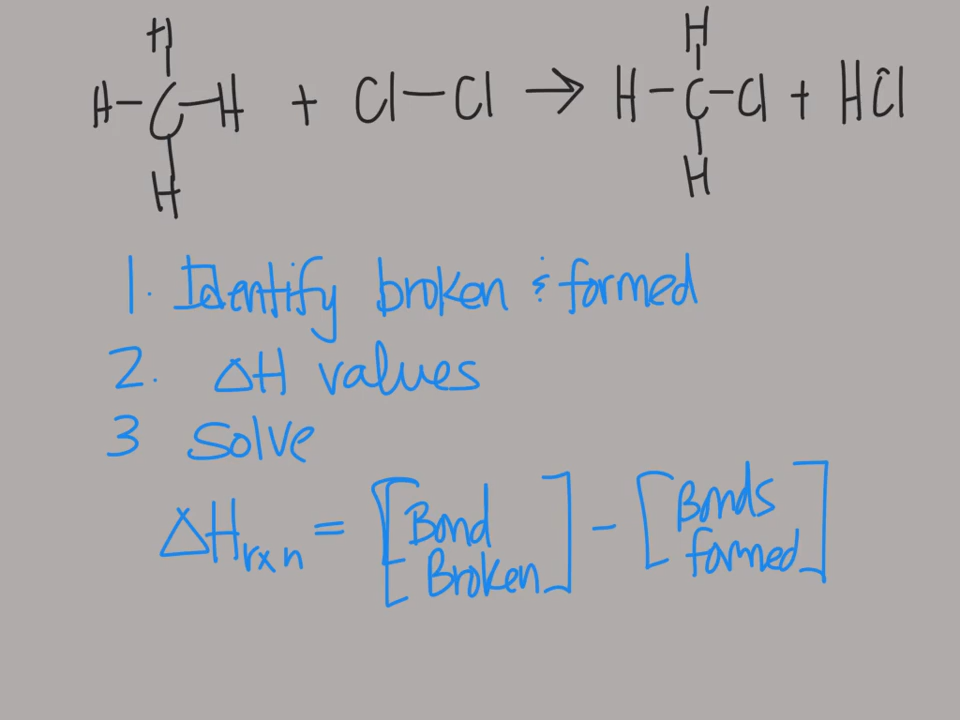 H H
H-C-H + Cl-Cl → H-C-Cl + HCl
H H
1. Identify broken & formed
2. ΔH values
3 Solve
ΔHrxn = [Bond Broken] - [Bonds formed]